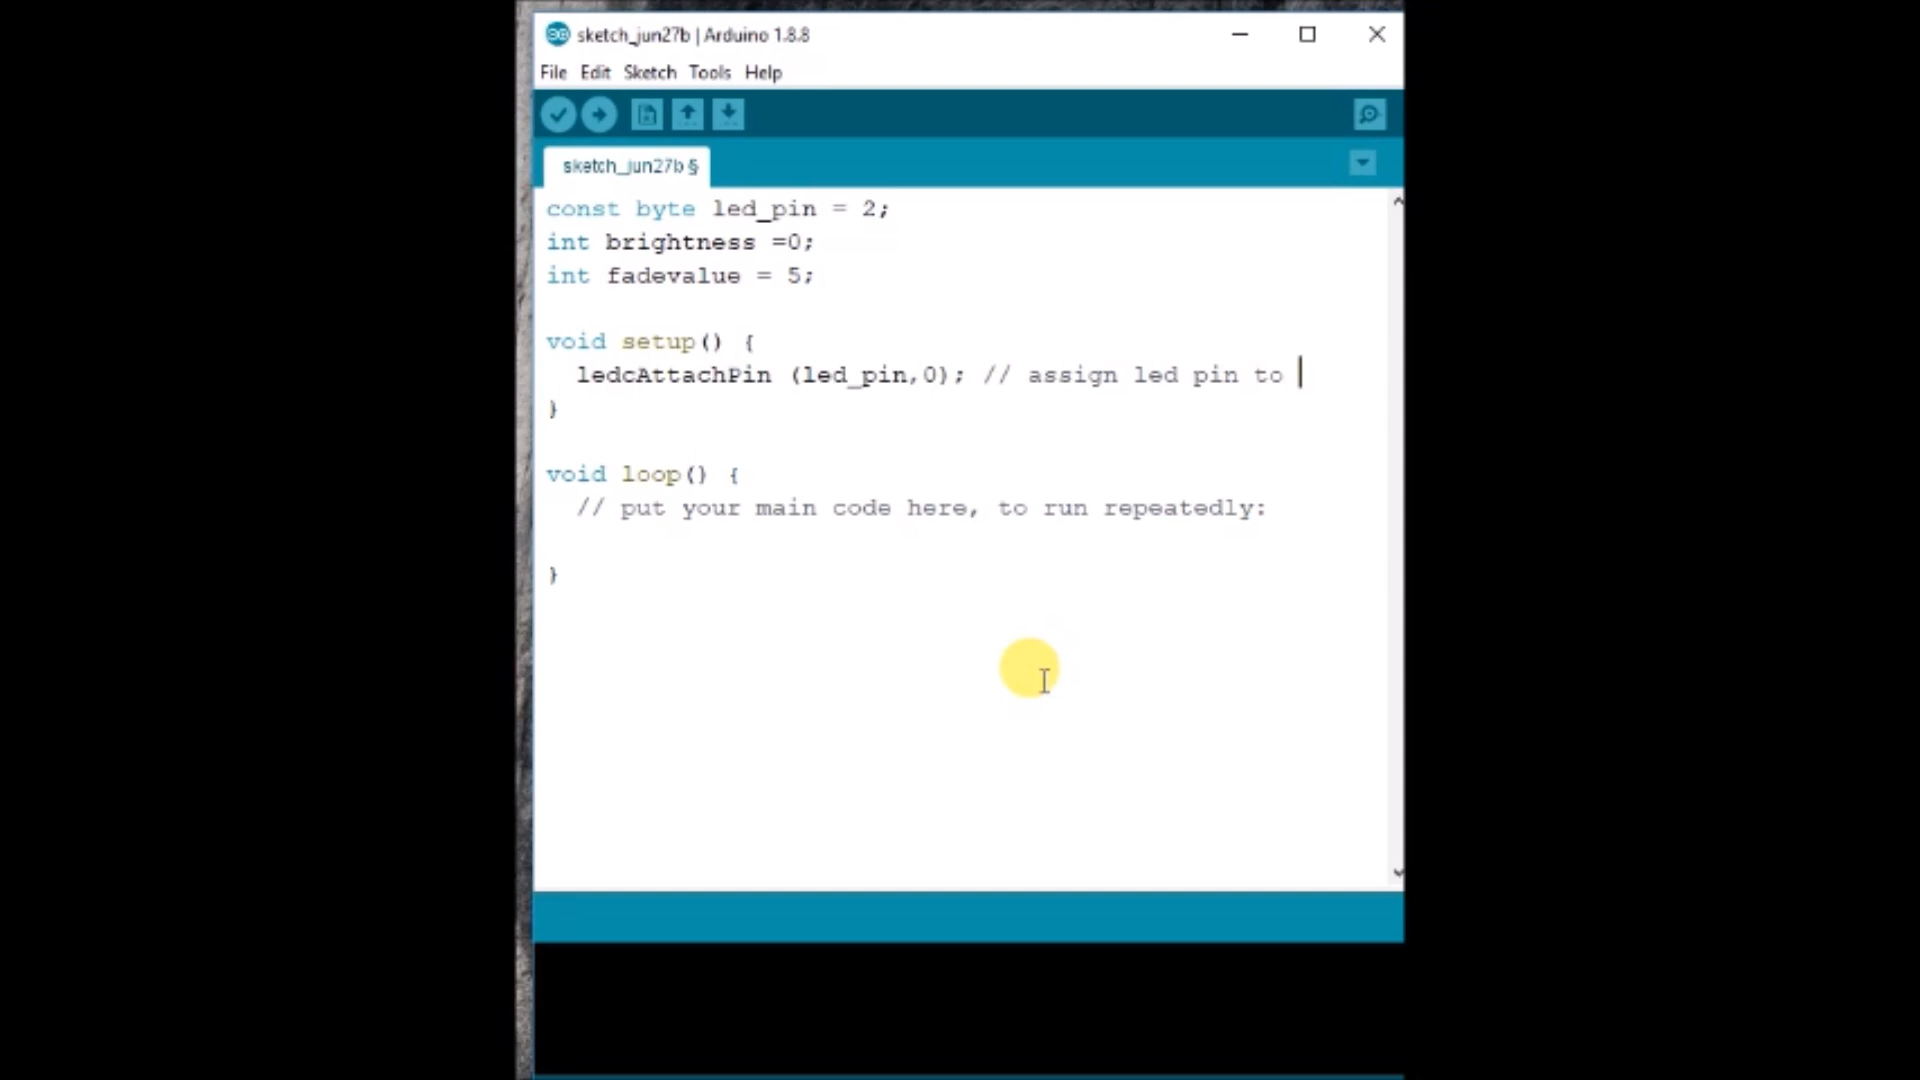 sketch_jun27b | Arduino 1.8.8
File Edit Sketch Tools Help
sketch_jun27b §
const byte led_pin = 2;
int brightness =0;
int fadevalue = 5;
void setup() {
ledcAttachPin (led_pin,0); // assign led pin to
}
void loop() {
// put your main code here, to run repeatedly:
}